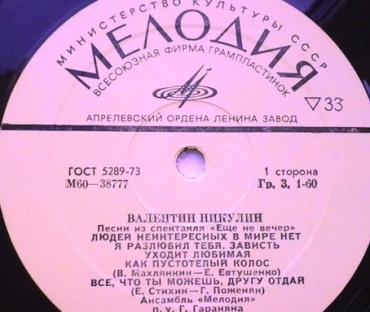 МИНИСТЕРСТВО КУЛЬТУРЫ СССР
МЕЛОДИЯ
ВСЕСОЮЗНАЯ ФИРМА ГРАМПЛАСТИНОК
▽33
АПРЕЛЕВСКИЙ ОРДЕНА ЛЕНИНА ЗАВОД
ГОСТ 5289-73
М60—38777
1 сторона
Гр. 3, 1-60
ВАЛЕНТИН НИКУЛИН
Песни из спектакля «Еще не вечер»
ЛЮДЕЙ НЕИНТЕРЕСНЫХ В МИРЕ НЕТ
Я РАЗЛЮБИЛ ТЕБЯ. ЗАВИСТЬ
УХОДИТ ЛЮБИМАЯ
КАК ПУСТОТЕЛЫЙ КОЛОС
(В. Махлянкин—Е. Евтушенко)
ВСЕ, ЧТО ТЫ МОЖЕШЬ, ДРУГУ ОТДАЙ
(Е. Стихин—Г. Поженян)
Ансамбль «Мелодия»
п/у Г. Гараняна